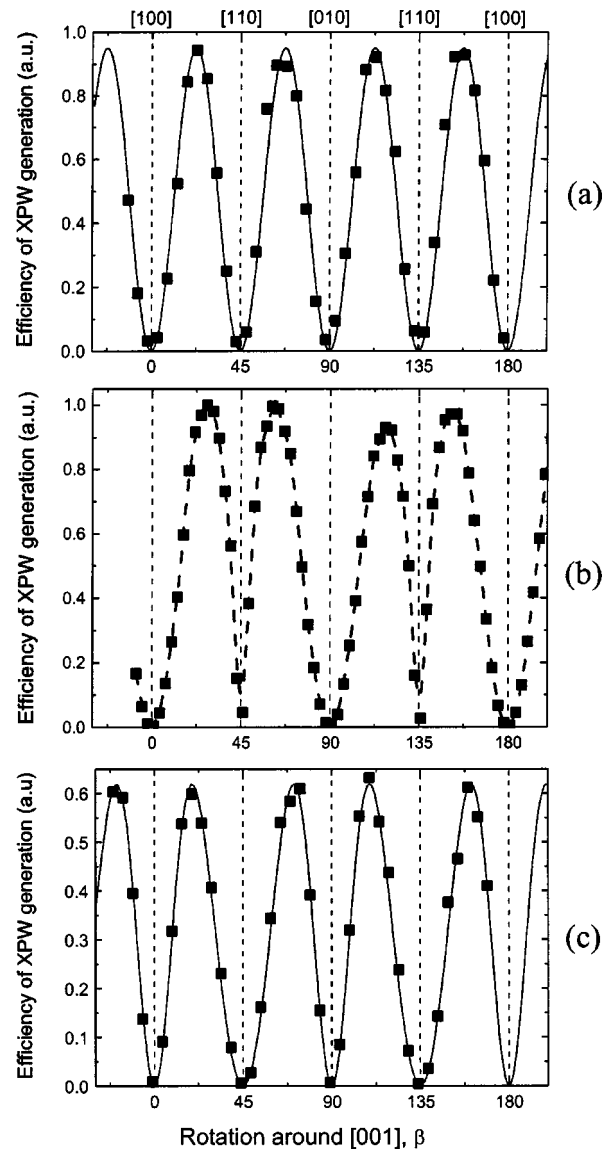 [100] [110] [010] [110] [100]
Efficiency of XPW generation (a.u.)
1.0
0.8
0.6
0.4
0.2
0.0
0 45 90 135 180
(a)
Efficiency of XPW generation (a.u.)
1.0
0.8
0.6
0.4
0.2
0.0
0 45 90 135 180
(b)
Efficiency of XPW generation (a.u)
0.6
0.5
0.4
0.3
0.2
0.1
0.0
0 45 90 135 180
(c)
Rotation around [001], β